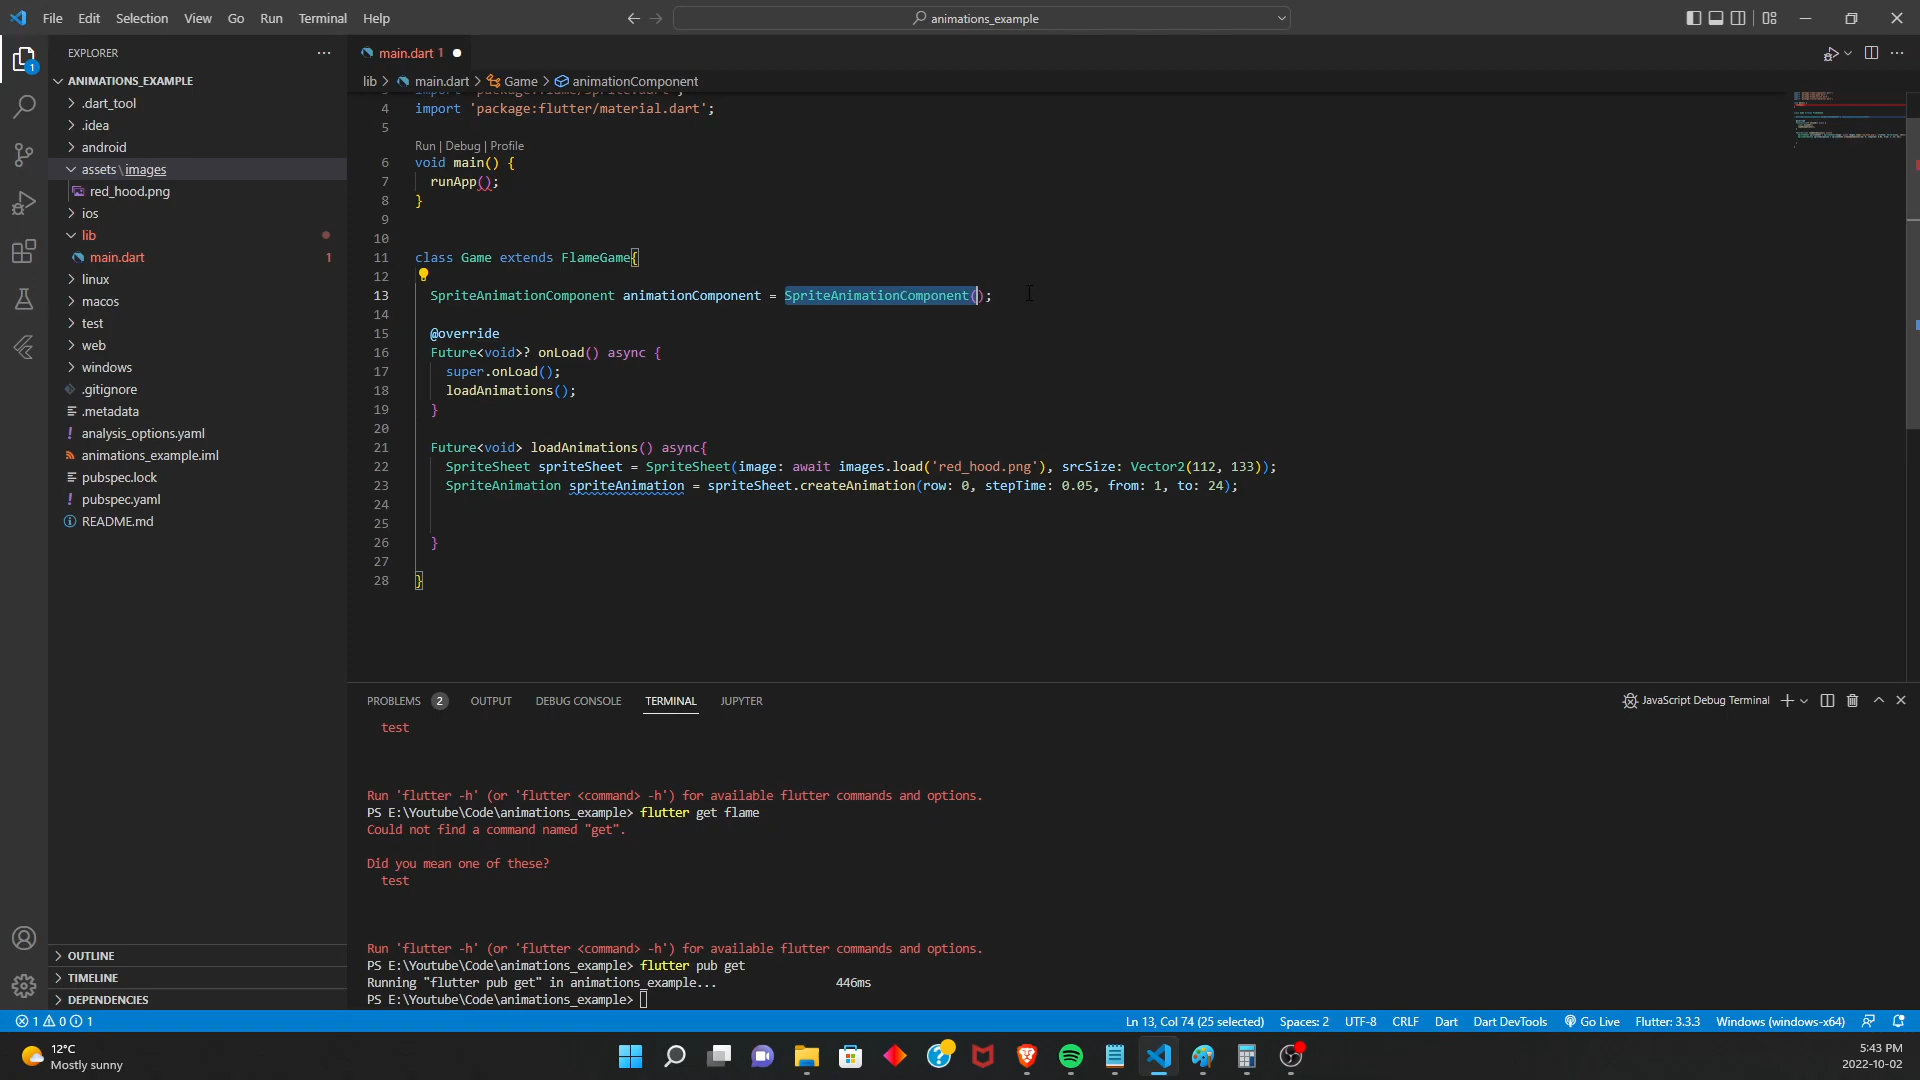 File Edit Selection View Go Run Terminal Help
animations_example
EXPLORER
main.dart 1
ANIMATIONS_EXAMPLE
.dart_tool
.idea
android
assets\images
red_hood.png
ios
lib
main.dart 1
linux
macos
test
web
windows
.gitignore
.metadata
analysis_options.yaml
animations_example.iml
pubspec.lock
pubspec.yaml
README.md
OUTLINE
TIMELINE
DEPENDENCIES
1
lib > main.dart > Game > animationComponent
3 import 'package:flame/sprite.dart';
4 import 'package:flutter/material.dart';
5
Run | Debug | Profile
6 void main() {
7 runApp();
8 }
9
10
11 class Game extends FlameGame{
12
13 SpriteAnimationComponent animationComponent = SpriteAnimationComponent();
14
15 @override
16 Future<void>? onLoad() async {
17 super.onLoad();
18 loadAnimations();
19 }
20
21 Future<void> loadAnimations() async{
22 SpriteSheet spriteSheet = SpriteSheet(image: await images.load('red_hood.png'), srcSize: Vector2(112, 133));
23 SpriteAnimation spriteAnimation = spriteSheet.createAnimation(row: 0, stepTime: 0.05, from: 1, to: 24);
24
25
26 }
27
28 }
PROBLEMS 2 OUTPUT DEBUG CONSOLE TERMINAL JUPYTER
JavaScript Debug Terminal
test
Run 'flutter -h' (or 'flutter <command> -h') for available flutter commands and options.
PS E:\Youtube\Code\animations_example> flutter get flame
Could not find a command named "get".
Did you mean one of these?
test
Run 'flutter -h' (or 'flutter <command> -h') for available flutter commands and options.
PS E:\Youtube\Code\animations_example> flutter pub get
Running "flutter pub get" in animations_example... 446ms
PS E:\Youtube\Code\animations_example>
1 0 1
Ln 13, Col 74 (25 selected) Spaces: 2 UTF-8 CRLF Dart Dart DevTools Go Live Flutter: 3.3.3 Windows (windows-x64)
12°C
Mostly sunny
5:43 PM
2022-10-02